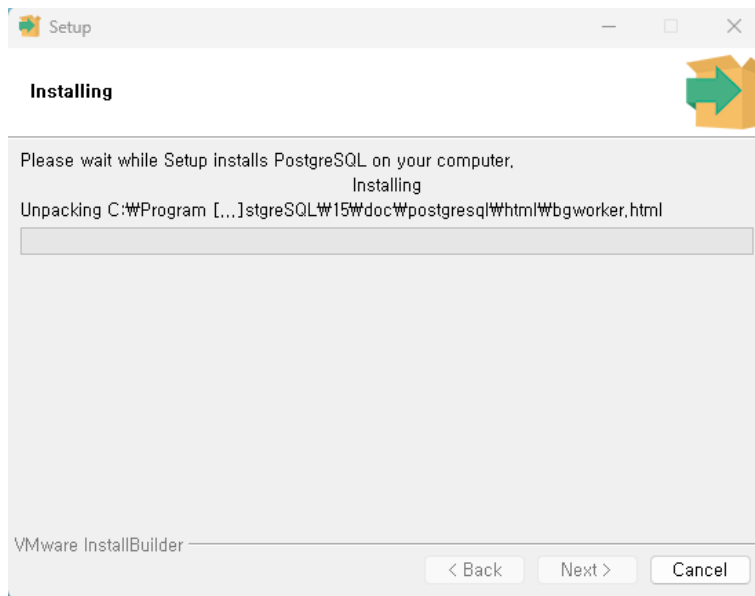 Setup
Installing
Please wait while Setup installs PostgreSQL on your computer.
Installing
Unpacking C:₩Program [...]stgreSQL₩15₩doc₩postgresql₩html₩bgworker.html
VMware InstallBuilder
< Back
Next >
Cancel